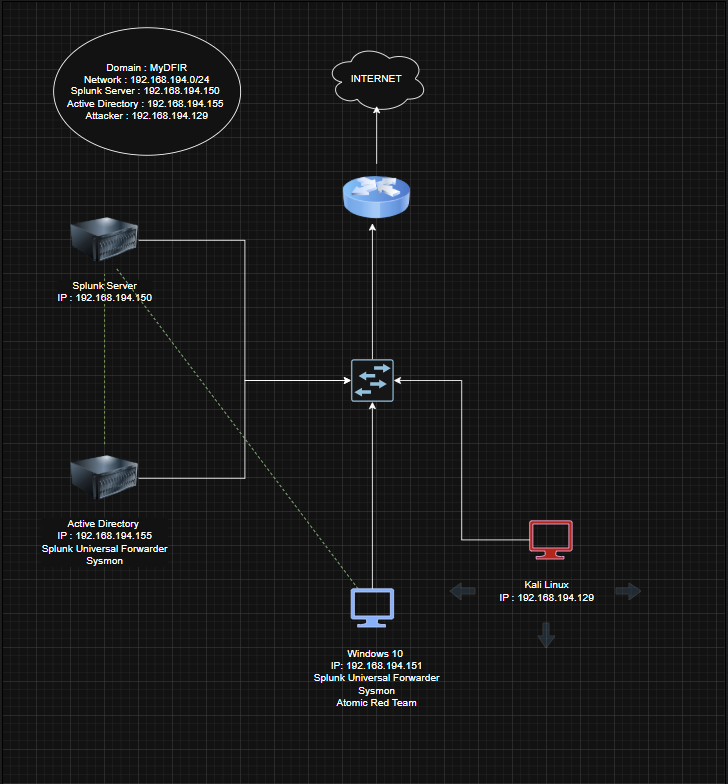 Domain : MyDFIR
Network : 192.168.194.0/24
Splunk Server : 192.168.194.150
Active Directory : 192.168.194.155
Attacker : 192.168.194.129
INTERNET
Splunk Server
IP : 192.168.194.150
Active Directory
IP : 192.168.194.155
Splunk Universal Forwarder
Sysmon
Kali Linux
IP : 192.168.194.129
Windows 10
IP: 192.168.194.151
Splunk Universal Forwarder
Sysmon
Atomic Red Team